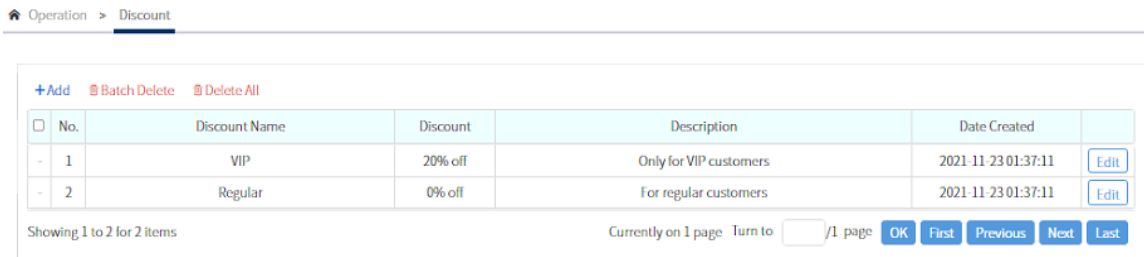 Operation > Discount
+Add Batch Delete Delete All
No. Discount Name Discount Description Date Created
- 1 VIP 20% off Only for VIP customers 2021-11-23 01:37:11 Edit
- 2 Regular 0% off For regular customers 2021-11-23 01:37:11 Edit
Showing 1 to 2 for 2 items Currently on 1 page Turn to /1 page OK First Previous Next Last